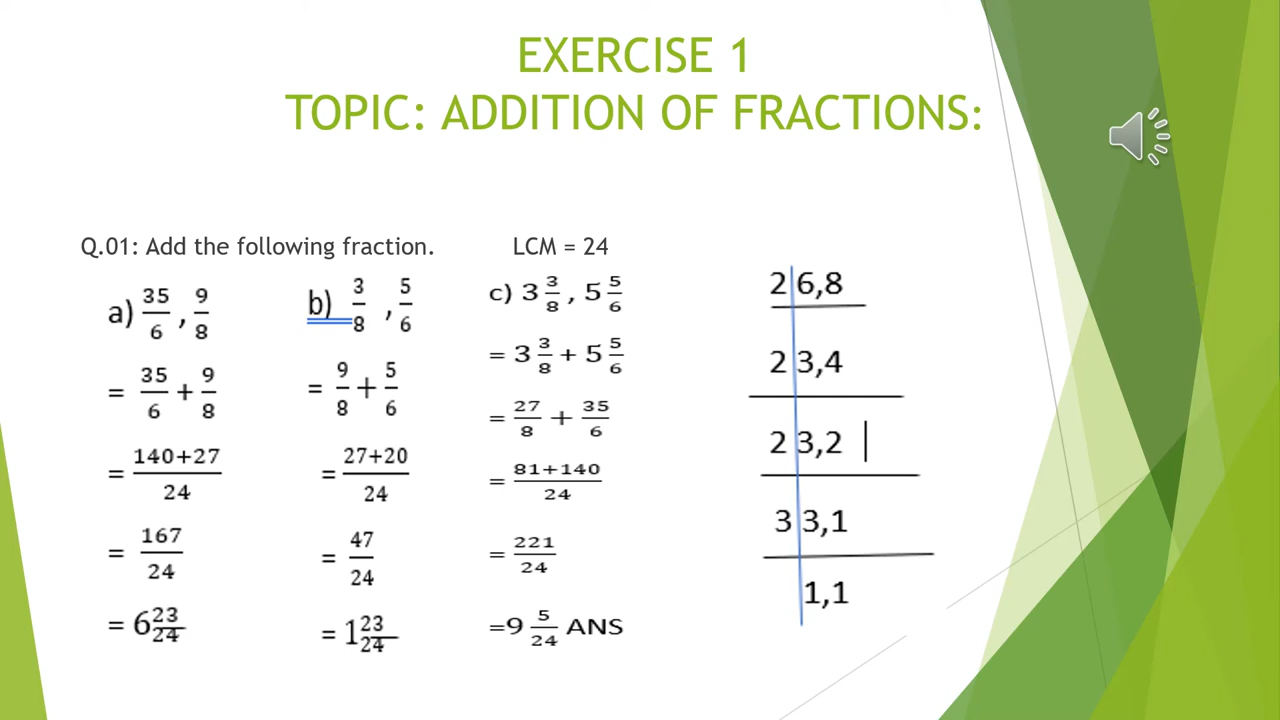 EXERCISE 1
TOPIC: ADDITION OF FRACTIONS:
Q.01: Add the following fraction.
a) 35/6 , 9/8
= 35/6 + 9/8
= 140+27/24
= 167/24
= 6 23/24
b) 3/8 , 5/6
= 9/8 + 5/6
= 27+20/24
= 47/24
= 1 23/24
LCM = 24
c) 3 3/8 , 5 5/6
= 3 3/8 + 5 5/6
= 27/8 + 35/6
= 81+140/24
= 221/24
=9 5/24 ANS
2 6,8
2 3,4
2 3,2
3 3,1
1,1